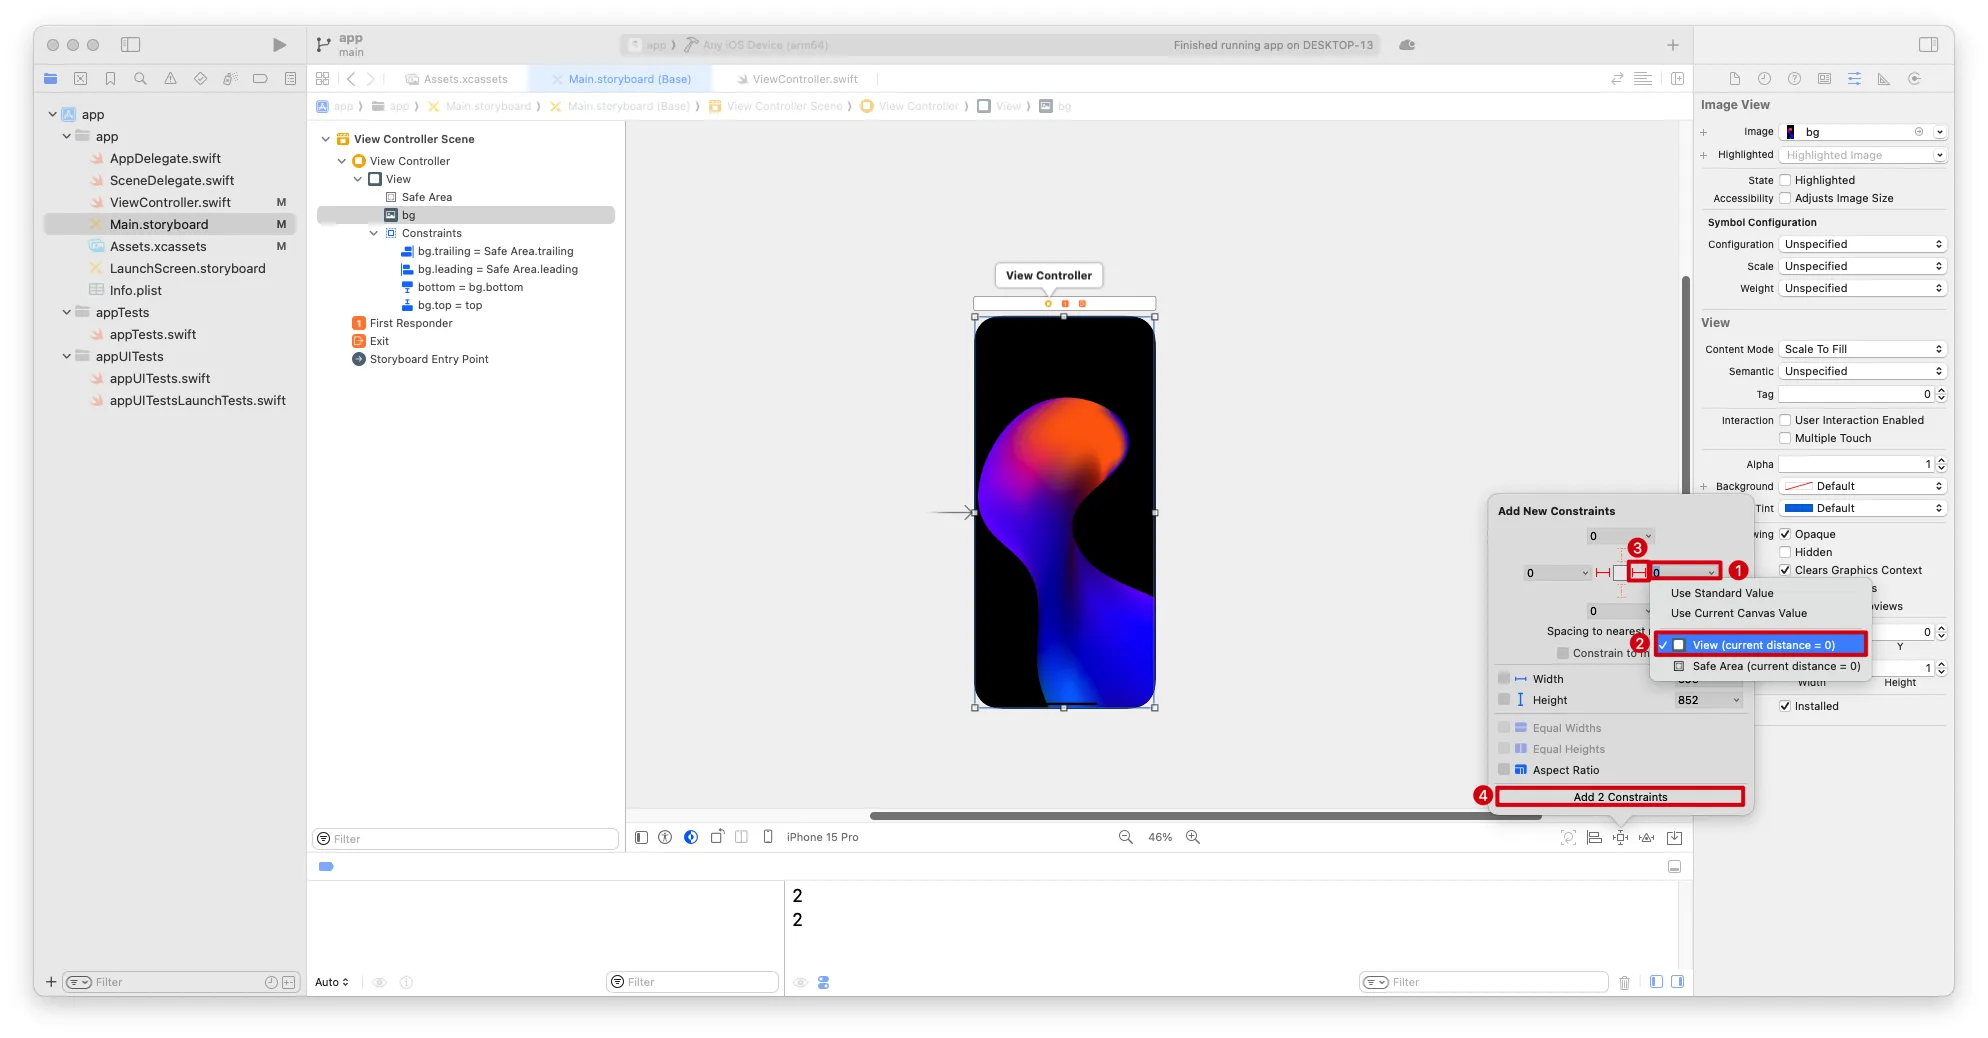 app
main
app
Any iOS Device (arm64)
Finished running app on DESKTOP-13
Assets.xcassets
Main.storyboard (Base)
ViewController.swift
app
app
Main.storyboard
Main.storyboard (Base)
View Controller Scene
View Controller
View
bg
app
app
AppDelegate.swift
SceneDelegate.swift
ViewController.swift M
Main.storyboard M
Assets.xcassets M
LaunchScreen.storyboard
Info.plist
appTests
appTests.swift
appUITests
appUITests.swift
appUITestsLaunchTests.swift
Filter
View Controller Scene
View Controller
View
Safe Area
bg
Constraints
bg.trailing = Safe Area.trailing
bg.leading = Safe Area.leading
bottom = bg.bottom
bg.top = top
1 First Responder
Exit
Storyboard Entry Point
Filter
View Controller
iPhone 15 Pro
46%
Add New Constraints
0
3
0
0
1
0
Spacing to nearest
Constrain to m
Use Standard Value
Use Current Canvas Value
2
View (current distance = 0)
Safe Area (current distance = 0)
Width
Height 852
Equal Widths
Equal Heights
Aspect Ratio
4 Add 2 Constraints
Image View
Image bg
Highlighted Highlighted Image
State Highlighted
Accessibility Adjusts Image Size
Symbol Configuration
Configuration Unspecified
Scale Unspecified
Weight Unspecified
View
Content Mode Scale To Fill
Semantic Unspecified
Tag 0
Interaction User Interaction Enabled
Multiple Touch
Alpha 1
Background Default
Tint Default
wing Opaque
Hidden
Clears Graphics Context
s
views
0
Y
1
Width Height
Installed
2
2
Auto
Filter
Filter